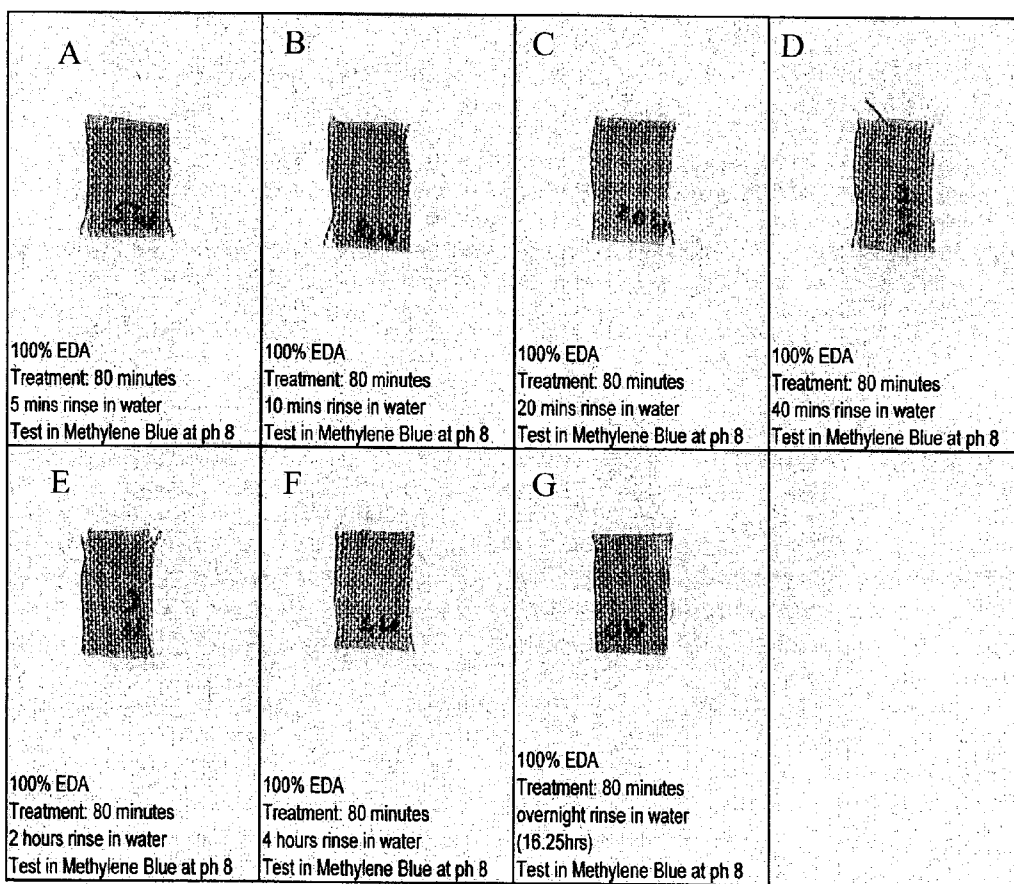 A
100% EDA
Treatment: 80 minutes
5 mins rinse in water
Test in Methylene Blue at ph 8
B
100% EDA
Treatment: 80 minutes
10 mins rinse in water
Test in Methylene Blue at ph 8
C
20W
100% EDA
Treatment: 80 minutes
20 mins rinse in water
Test in Methylene Blue at ph 8
D
100% EDA
Treatment: 80 minutes
40 mins rinse in water
Test in Methylene Blue at ph 8
E
100% EDA
Treatment: 80 minutes
2 hours rinse in water
Test in Methylene Blue at ph 8
F
100% EDA
Treatment: 80 minutes
4 hours rinse in water
Test in Methylene Blue at ph 8
G
OW
100% EDA
Treatment: 80 minutes
overnight rinse in water
(16.25hrs)
Test in Methylene Blue at ph 8